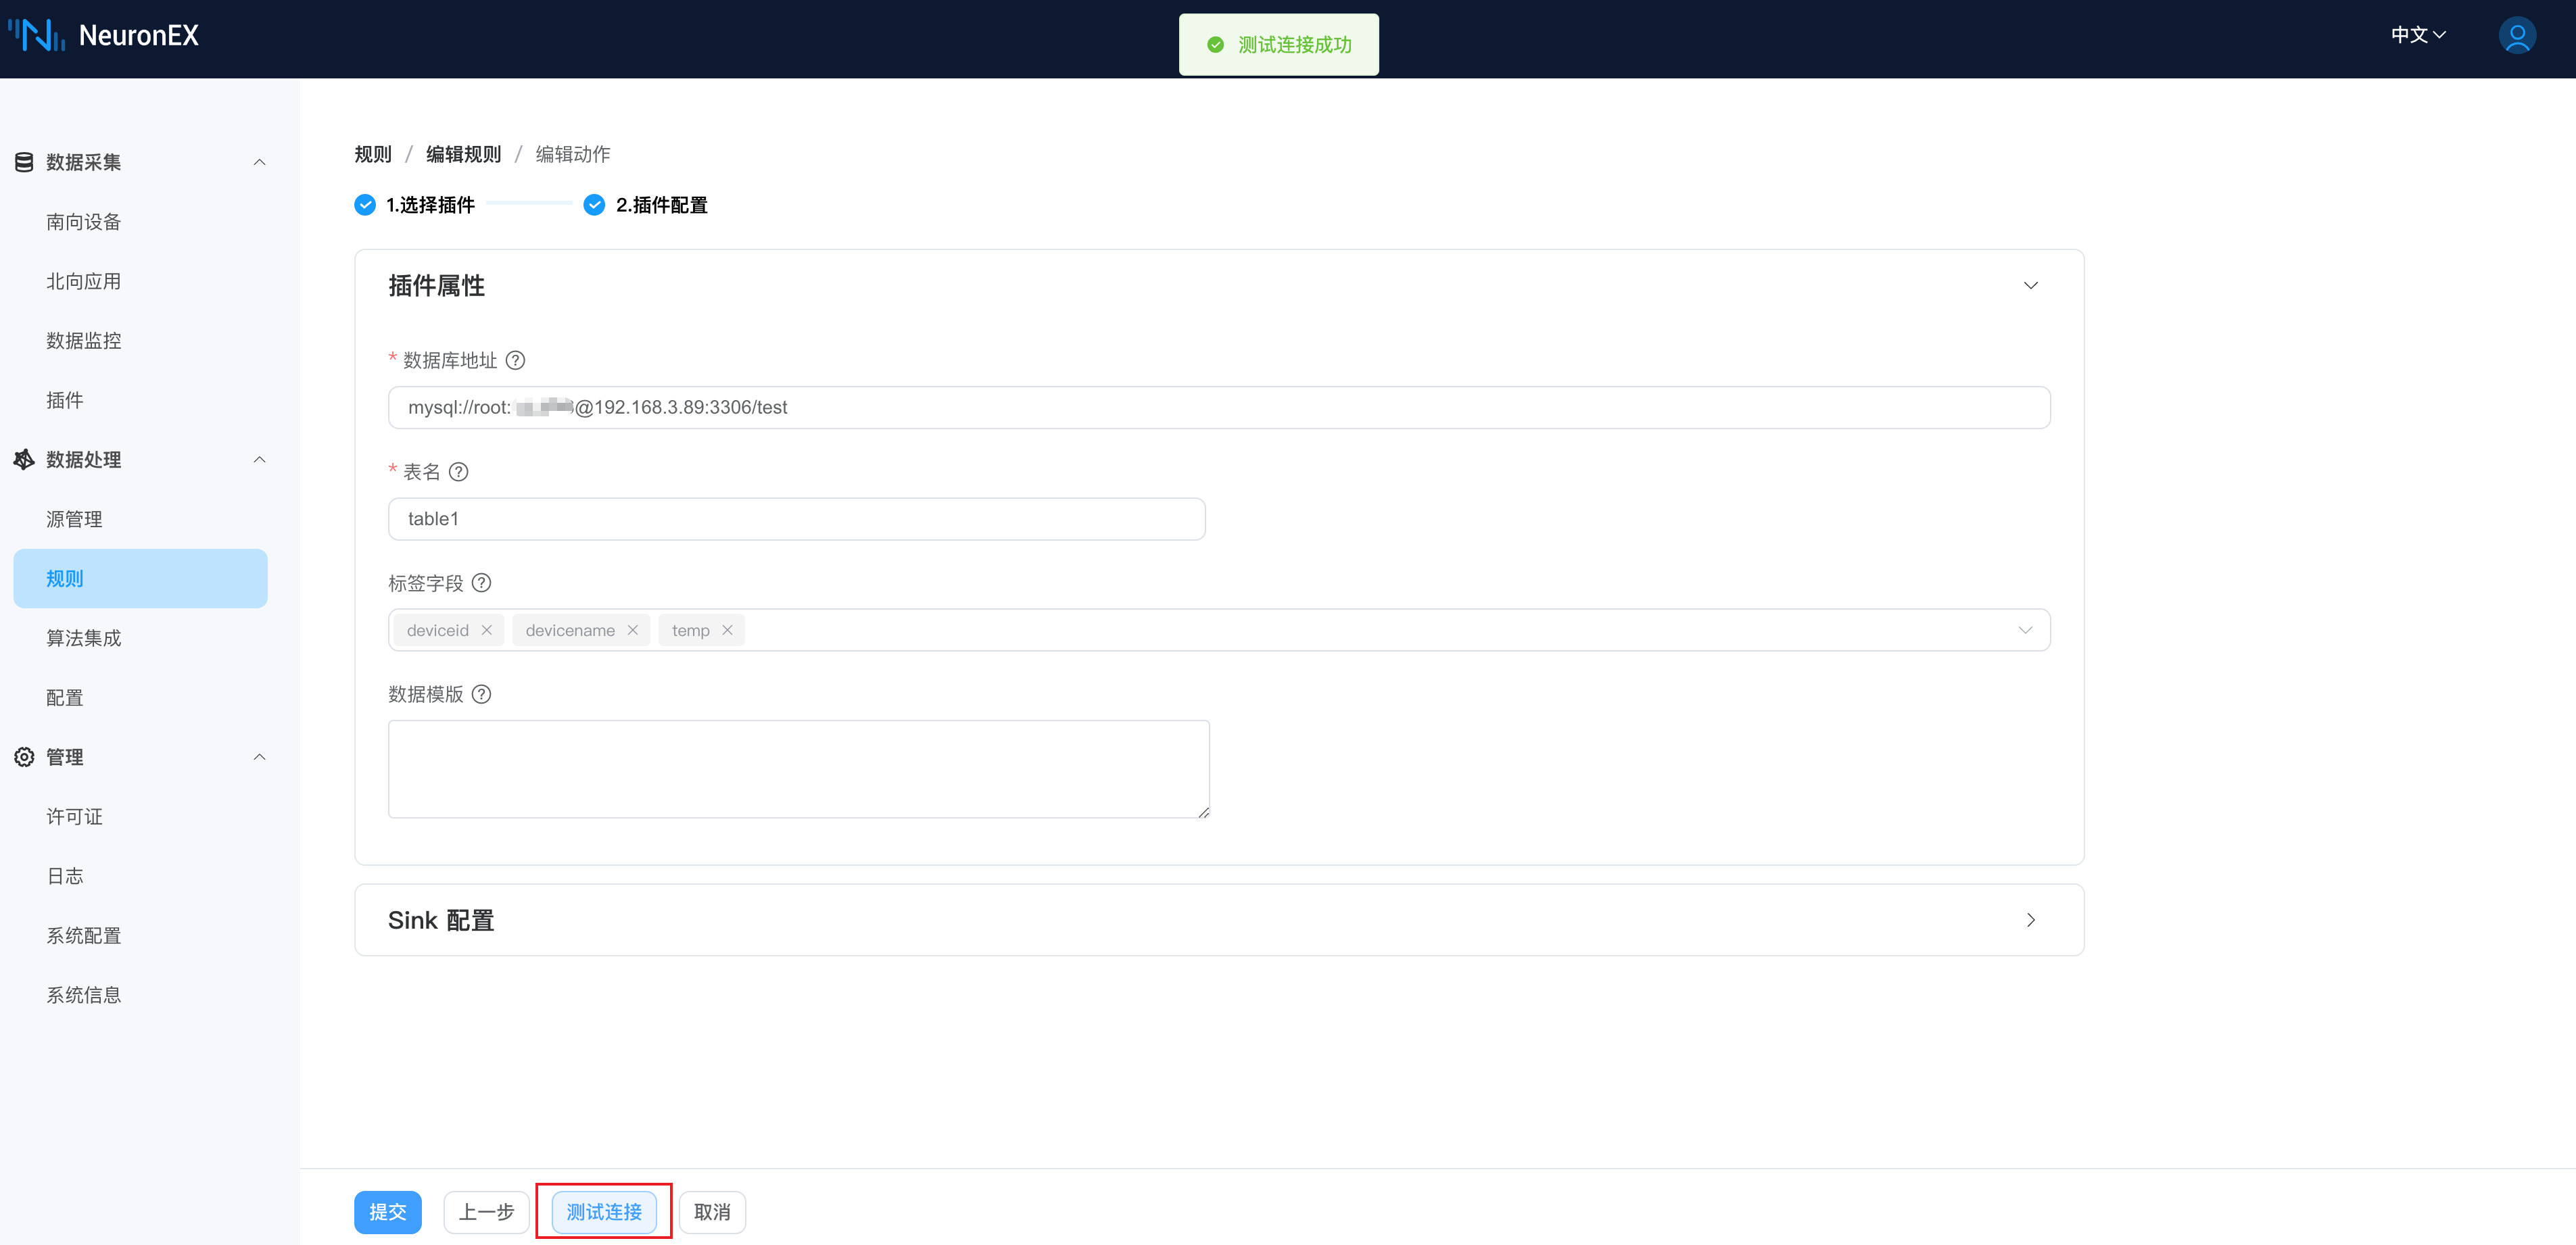 NeuronEX
测试连接成功
中文
数据采集
南向设备
北向应用
数据监控
插件
数据处理
源管理
规则
算法集成
配置
管理
许可证
日志
系统配置
系统信息
规则 / 编辑规则 / 编辑动作
1.选择插件 2.插件配置
插件属性
* 数据库地址
mysql://root: @192.168.3.89:3306/test
* 表名
table1
标签字段
deviceid devicename temp
数据模版
Sink 配置
提交 上一步 测试连接 取消